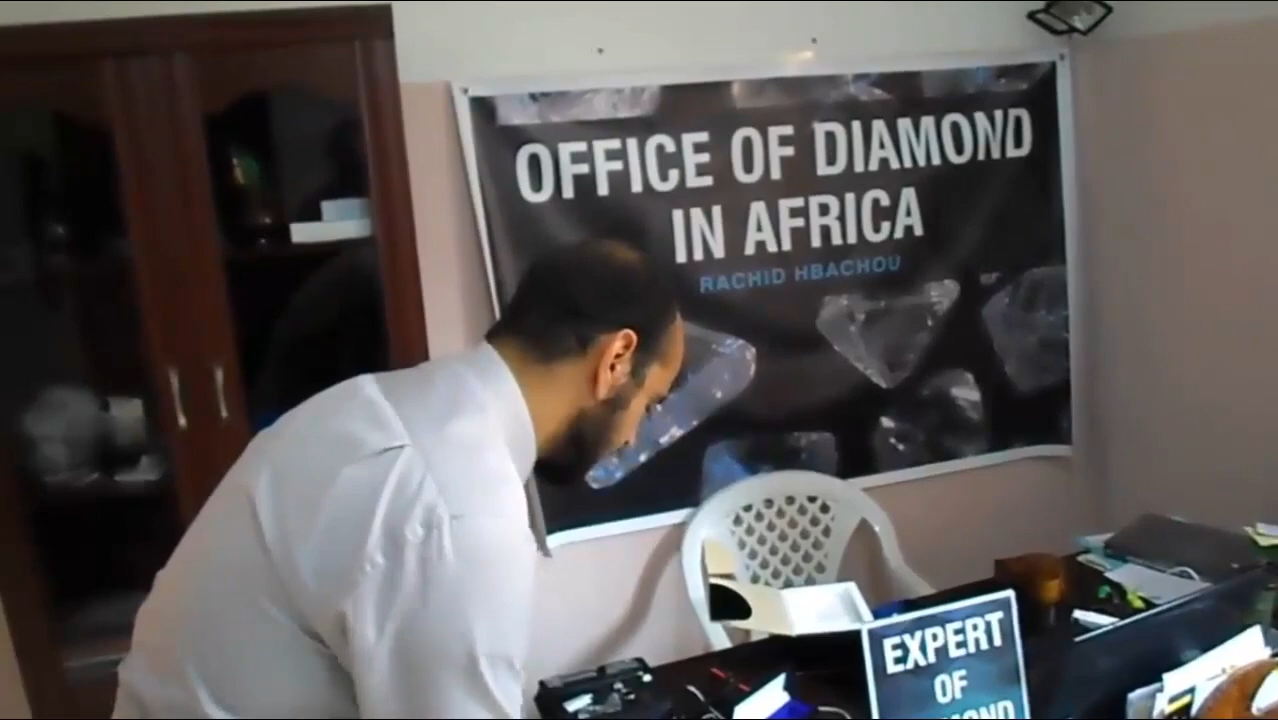 OFFICE OF DIAMOND
IN AFRICA
RACHID HBACHOU
EXPERT
OF